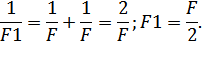 1/F1 = 1/F + 1/F = 2/F; F1 = F/2.